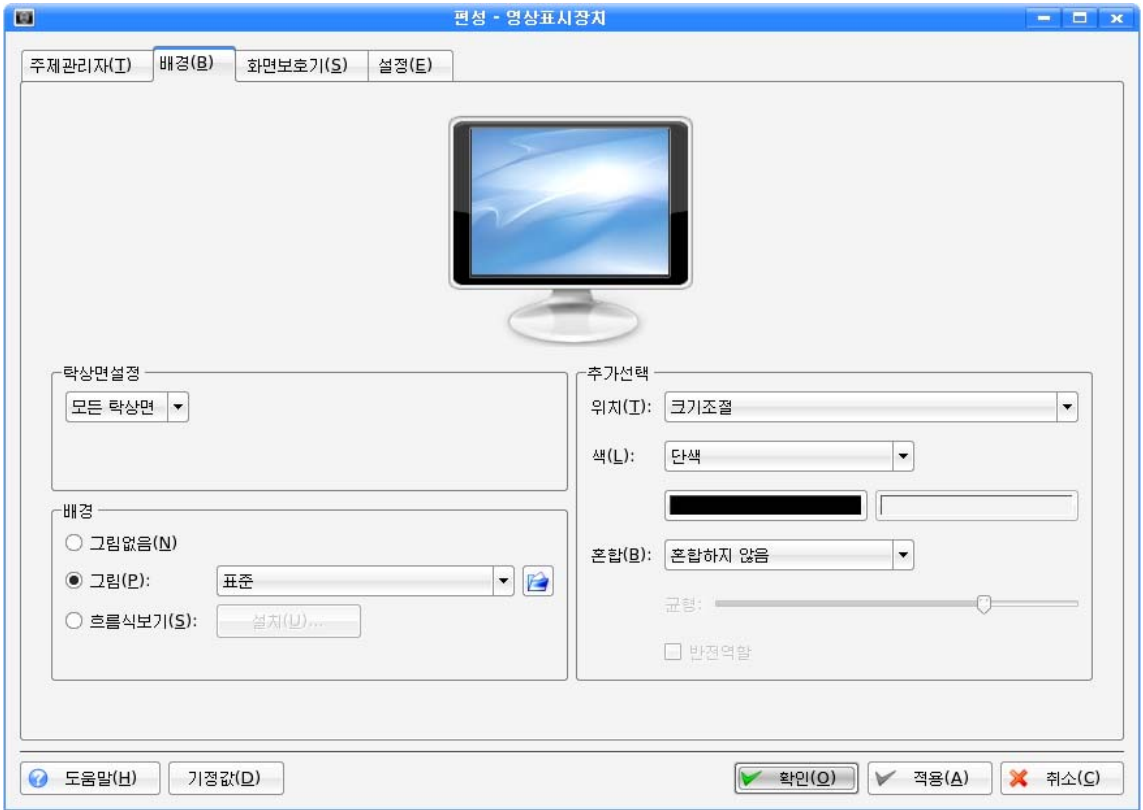 편성 - 영상표시장치
주제관리자(T) 배경(B) 화면보호기(S) 설정(E)
탁상면설정
모든 탁상면
배경
그림없음(N)
그림(P): 표준
흐름식보기(S): 설치(U)...
추가선택
위치(T): 크기조절
색(L): 단색
혼합(B): 혼합하지 않음
균형:
반전역할
도움말(H) 기정값(D) 확인(O) 적용(A) 취소(C)